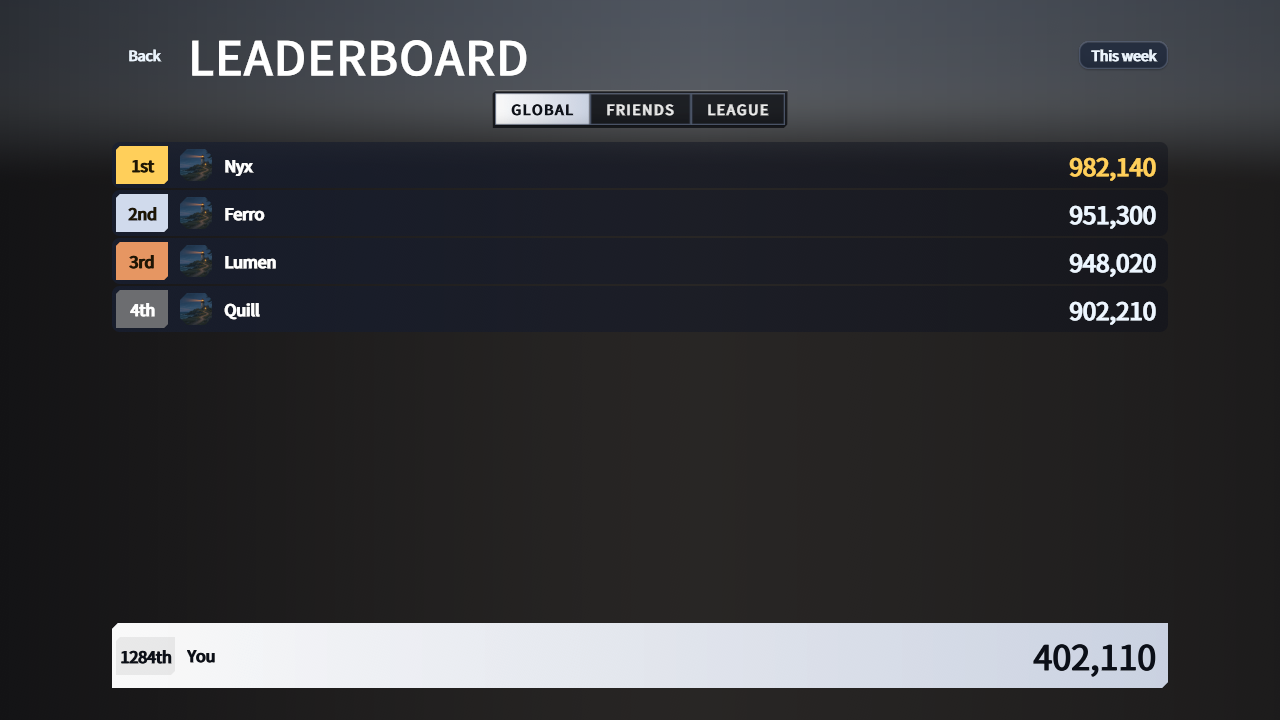 Back LEADERBOARD This week
GLOBAL FRIENDS LEAGUE
1st Nyx 982,140
2nd Ferro 951,300
3rd Lumen 948,020
4th Quill 902,210
1284th You 402,110